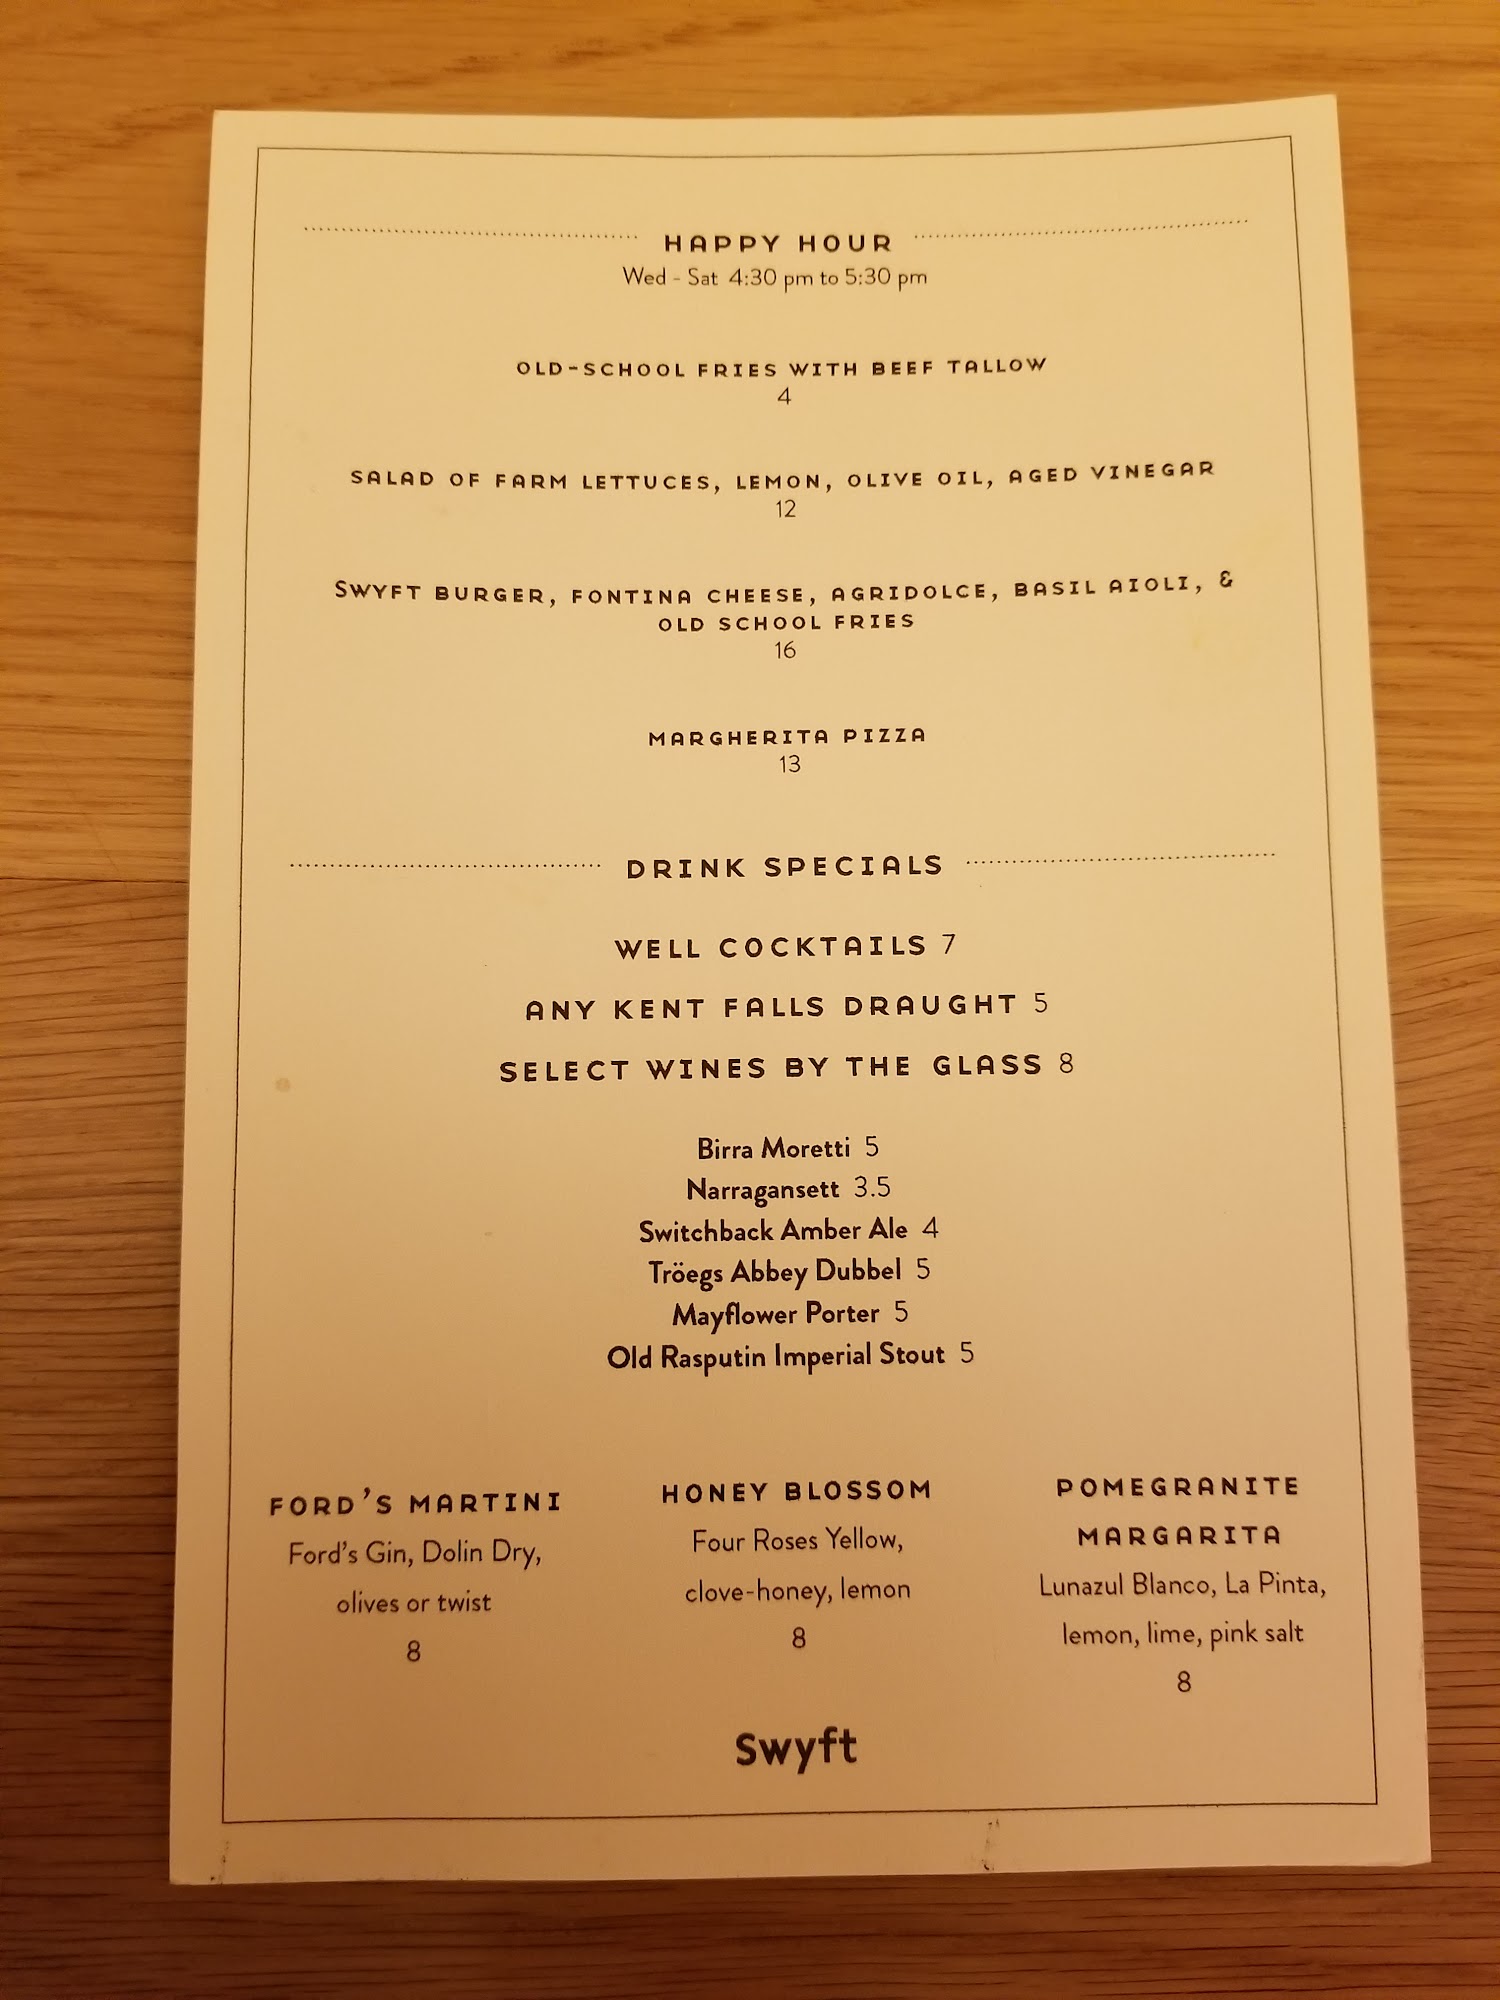 HAPPY HOUR
Wed - Sat 4:30 pm to 5:30 pm
OLD-SCHOOL FRIES WITH BEEF TALLOW
4
SALAD OF FARM LETTUCES, LEMON, OLIVE OIL, AGED VINEGAR
12
SWYFT BURGER, FONTINA CHEESE, AGRIDOLCE, BASIL AIOLI, &
OLD SCHOOL FRIES
16
MARGHERITA PIZZA
13
DRINK SPECIALS
WELL COCKTAILS 7
ANY KENT FALLS DRAUGHT 5
SELECT WINES BY THE GLASS 8
Birra Moretti 5
Narragansett 3.5
Switchback Amber Ale 4
Tröegs Abbey Dubbel 5
Mayflower Porter 5
Old Rasputin Imperial Stout 5
FORD'S MARTINI
Ford's Gin, Dolin Dry,
olives or twist
8
HONEY BLOSSOM
Four Roses Yellow,
clove-honey, lemon
8
POMEGRANITE
MARGARITA
Lunazul Blanco, La Pinta,
lemon, lime, pink salt
8
swyft